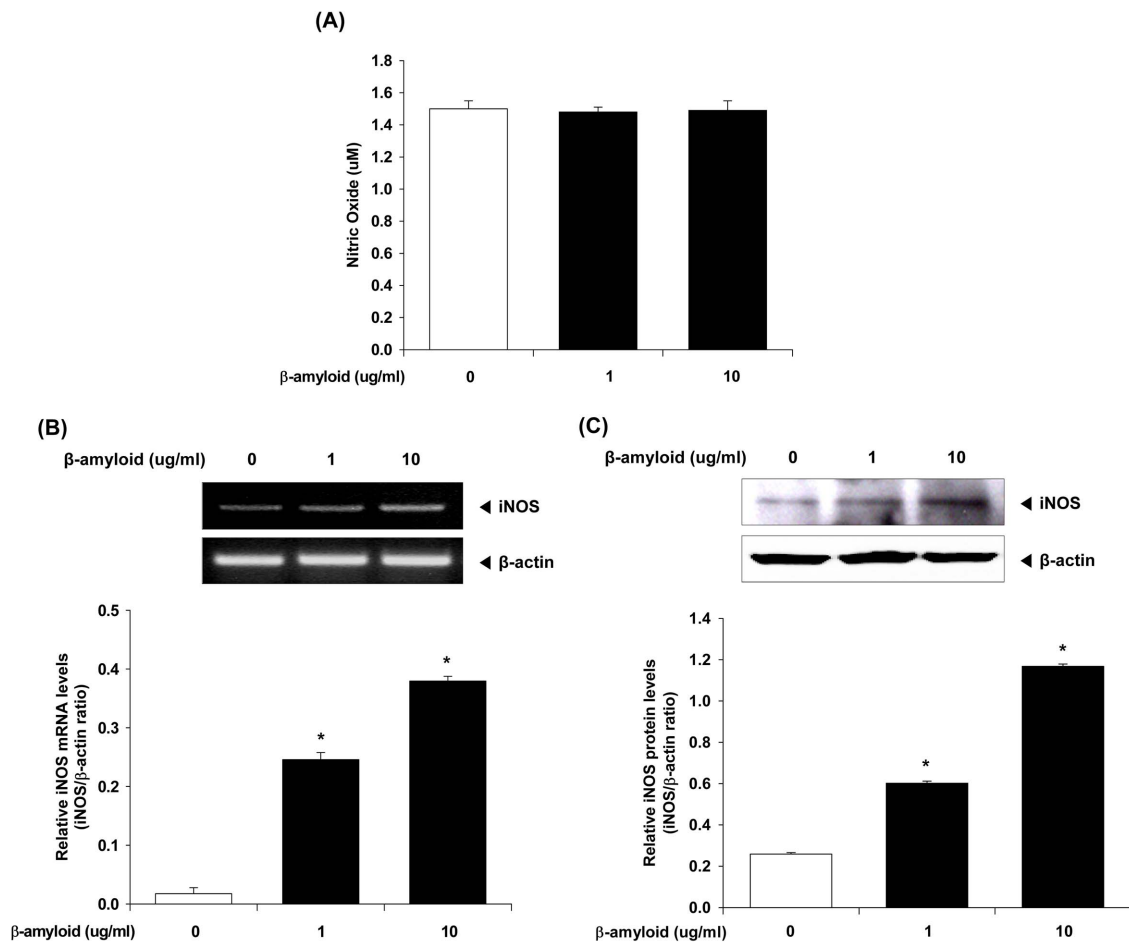 (A)
1.8
1.6
1.4
1.2
1.0
0.8
0.6
0.4
0.2
0.0
Nitric Oxide (uM)
β-amyloid (ug/ml) 0 1 10
(B)
β-amyloid (ug/ml) 0 1 10
◄ iNOS
◄ β-actin
0.5
0.4
0.3
0.2
0.1
0.0
Relative iNOS mRNA levels
(iNOS/β-actin ratio)
*
*
β-amyloid (ug/ml) 0 1 10
(C)
β-amyloid (ug/ml) 0 1 10
◄ iNOS
◄ β-actin
1.4
1.2
1.0
0.8
0.6
0.4
0.2
0.0
Relative iNOS protein levels
(iNOS/β-actin ratio)
*
*
β-amyloid (ug/ml) 0 1 10